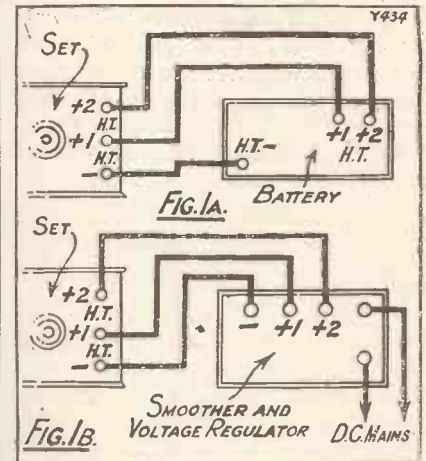 Y434
SET
+2
H.T.
+1
H.T.
-
H.T.-
+1 +2
H.T.
BATTERY
FIG.1A.
SET
+2
H.T.
+1
H.T.
-
- +1 +2
SMOOTHER AND
VOLTAGE REGULATOR
D.C. MAINS
FIG.1B.